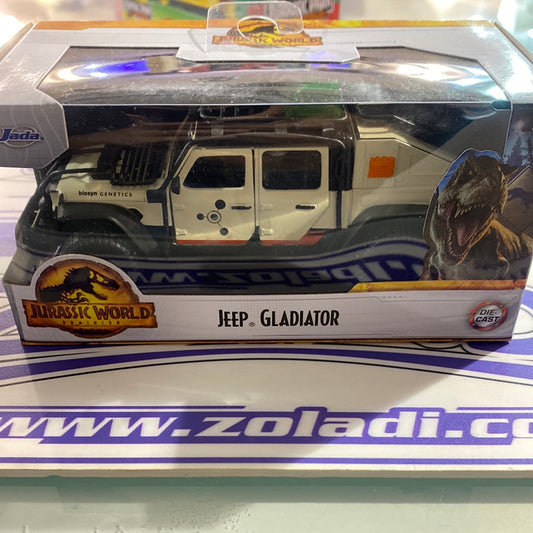 JURASSIC WORLD
Jada
biosyn GENETICS
JURASSIC WORLD
DOMINION
JEEP® GLADIATOR
DIE-
CAST
www.zoladi.co